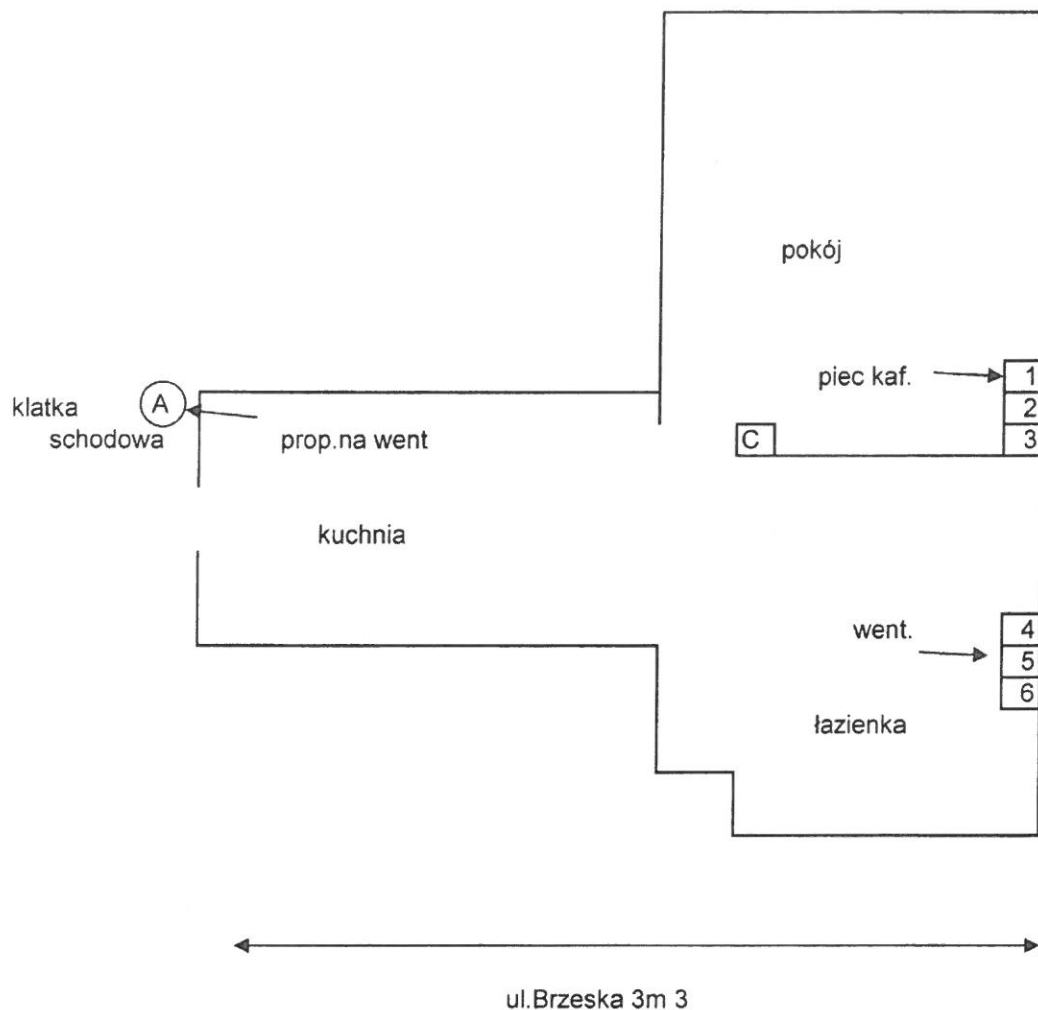 pokój
piec kaf.
1
2
3
C
klatka
schodowa
A
prop.na went
kuchnia
went.
4
5
6
łazienka
ul.Brzeska 3m 3